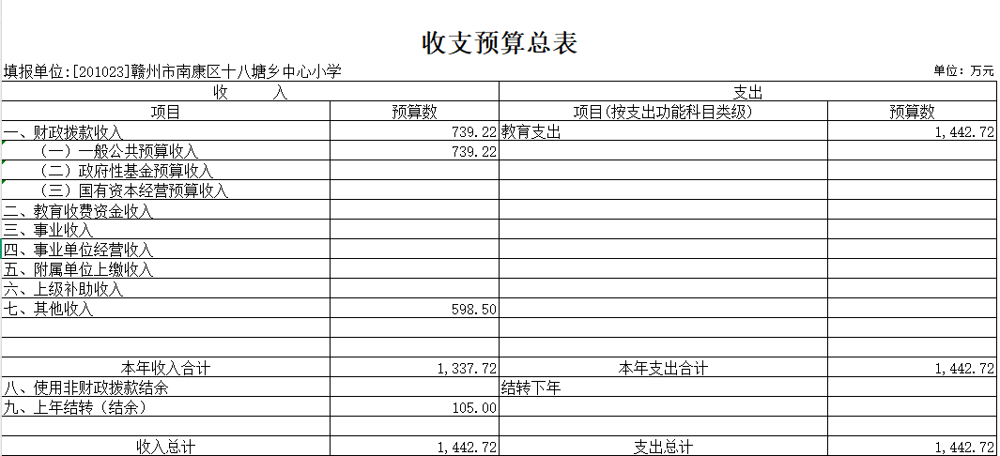 收支预算总表
填报单位:[201023]赣州市南康区十八塘乡中心小学 单位：万元
收 入 支出
项目 预算数 项目(按支出功能科目类级) 预算数
一、财政拨款收入 739.22 教育支出 1,442.72
（一）一般公共预算收入 739.22
（二）政府性基金预算收入
（三）国有资本经营预算收入
二、教育收费资金收入
三、事业收入
四、事业单位经营收入
五、附属单位上缴收入
六、上级补助收入
七、其他收入 598.50
本年收入合计 1,337.72 本年支出合计 1,442.72
八、使用非财政拨款结余 结转下年
九、上年结转（结余） 105.00
收入总计 1,442.72 支出总计 1,442.72